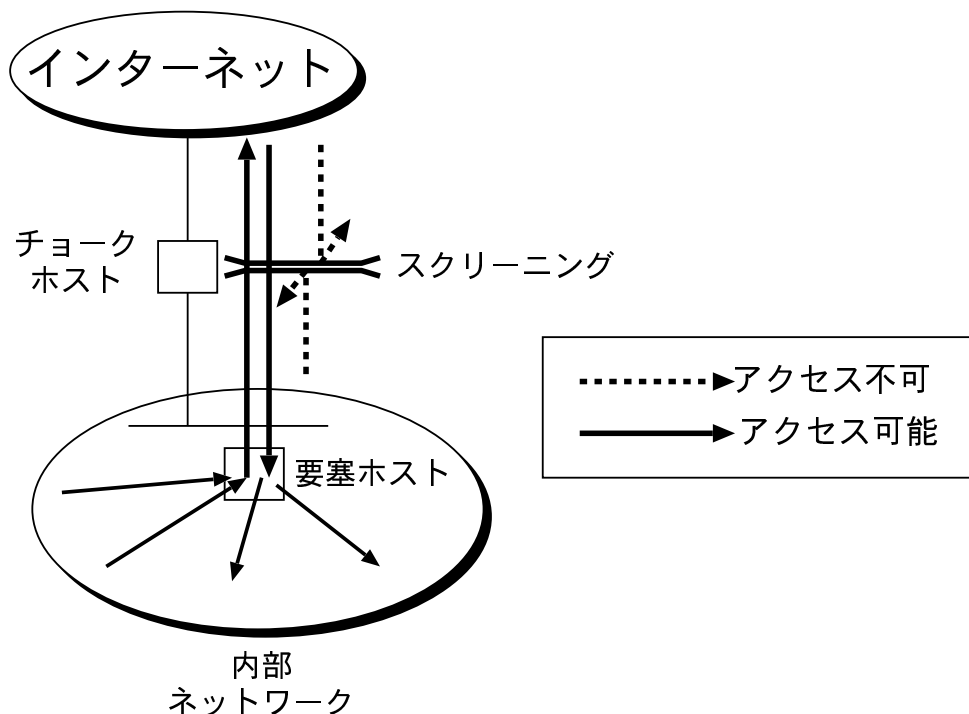 インターネット
チョーク
ホスト
スクリーニング
アクセス不可
アクセス可能
要塞ホスト
内部
ネットワーク